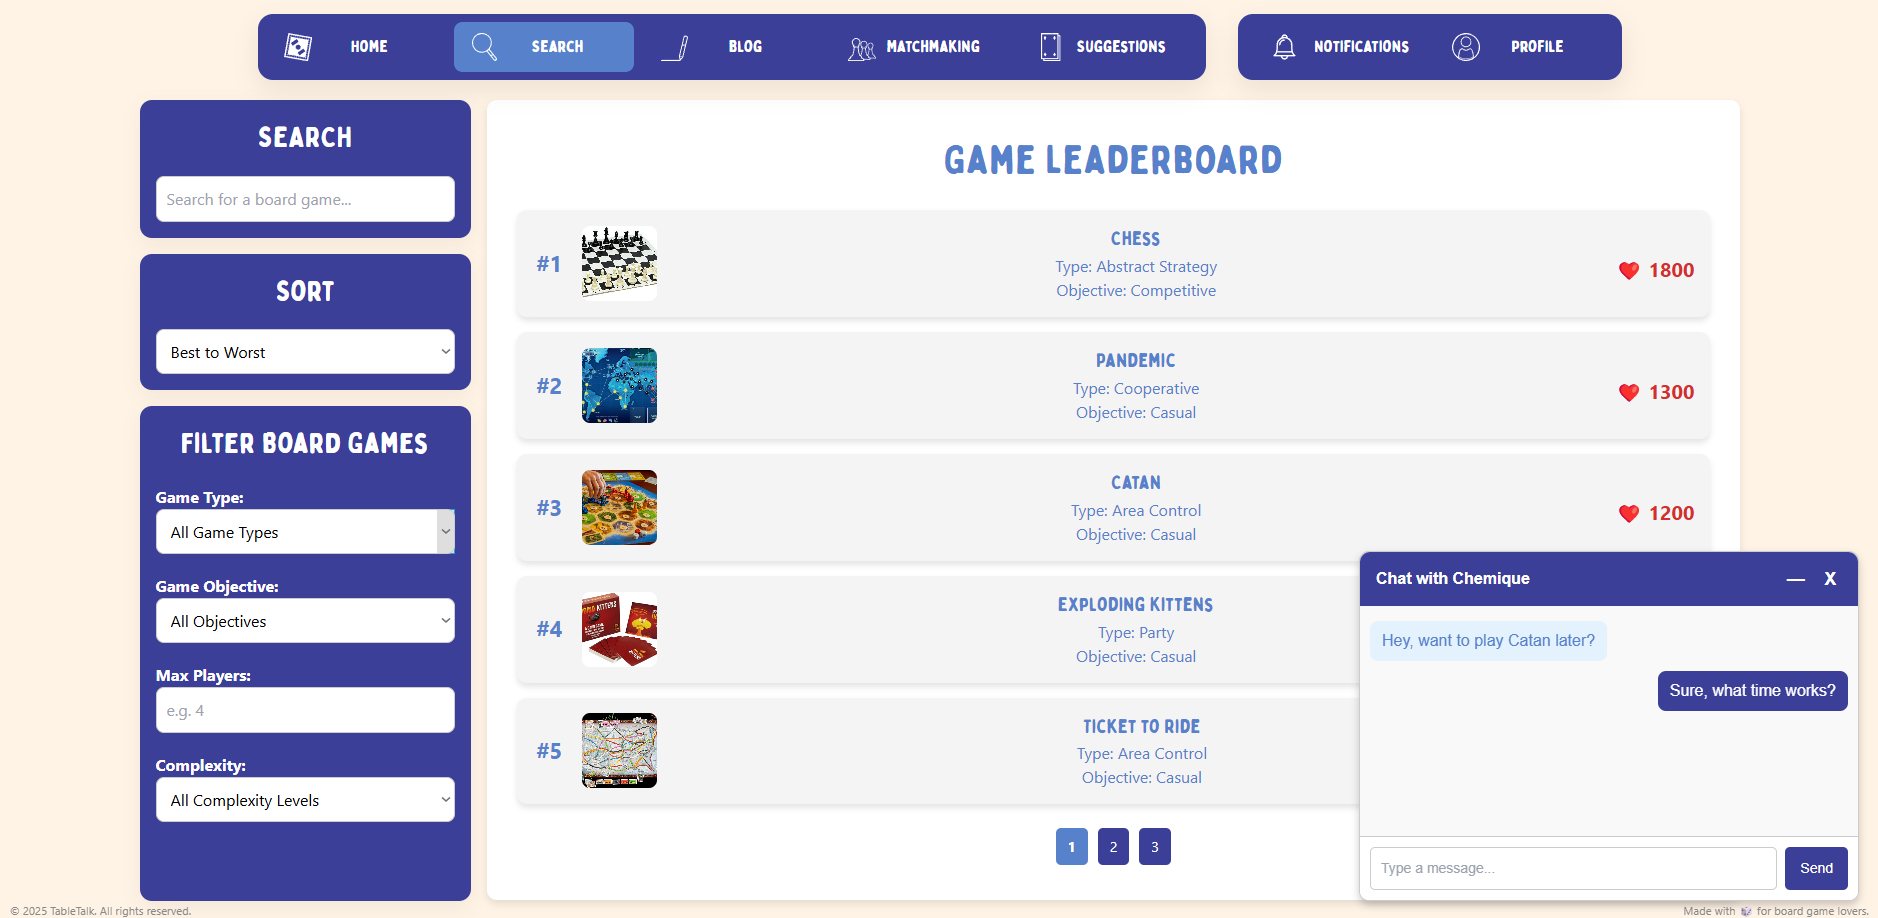 HOME
SEARCH
BLOG
MATCHMAKING
SUGGESTIONS
NOTIFICATIONS
PROFILE
SEARCH
Search for a board game...
SORT
Best to Worst
FILTER BOARD GAMES
Game Type:
All Game Types
Game Objective:
All Objectives
Max Players:
e.g. 4
Complexity:
All Complexity Levels
GAME LEADERBOARD
#1
CHESS
Type: Abstract Strategy
Objective: Competitive
1800
#2
PANDEMIC
Type: Cooperative
Objective: Casual
1300
#3
CATAN
Type: Area Control
Objective: Casual
1200
#4
EXPLODING KITTENS
Type: Party
Objective: Casual
#5
TICKET TO RIDE
Type: Area Control
Objective: Casual
1 2 3
Chat with Chemique
— X
Hey, want to play Catan later?
Sure, what time works?
Type a message...
Send
© 2025 TableTalk. All rights reserved.
Made with 🎲 for board game lovers.